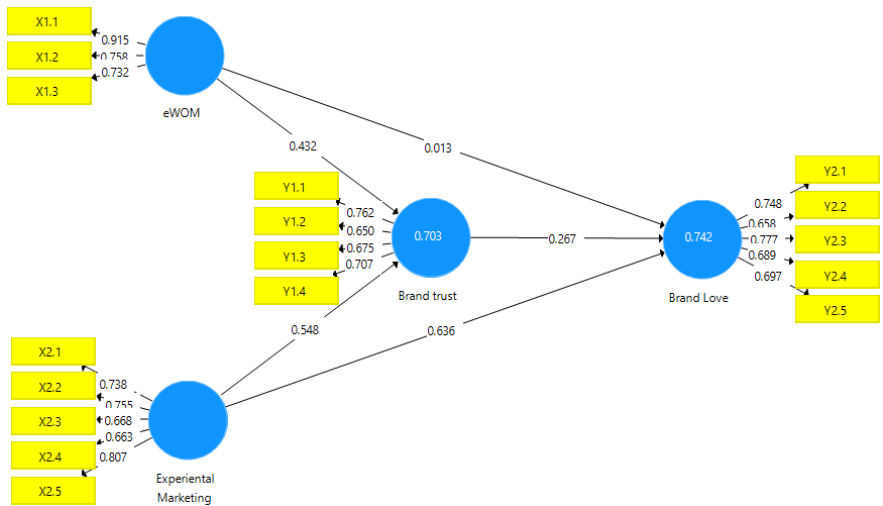 X1.1
0.915
X1.2
0.758
0.732
X1.3
eWOM
0.432
0.013
Y1.1
0.762
Y1.2
0.650
Y1.3
0.675
0.707
Y1.4
0.703
Brand trust
0.267
0.742
Brand Love
Y2.1
0.748
Y2.2
0.658
Y2.3
0.777
0.689
Y2.4
0.697
Y2.5
0.548
0.636
X2.1
0.738
X2.2
0.755
X2.3
0.668
0.663
X2.4
0.807
X2.5
Experiental
Marketing